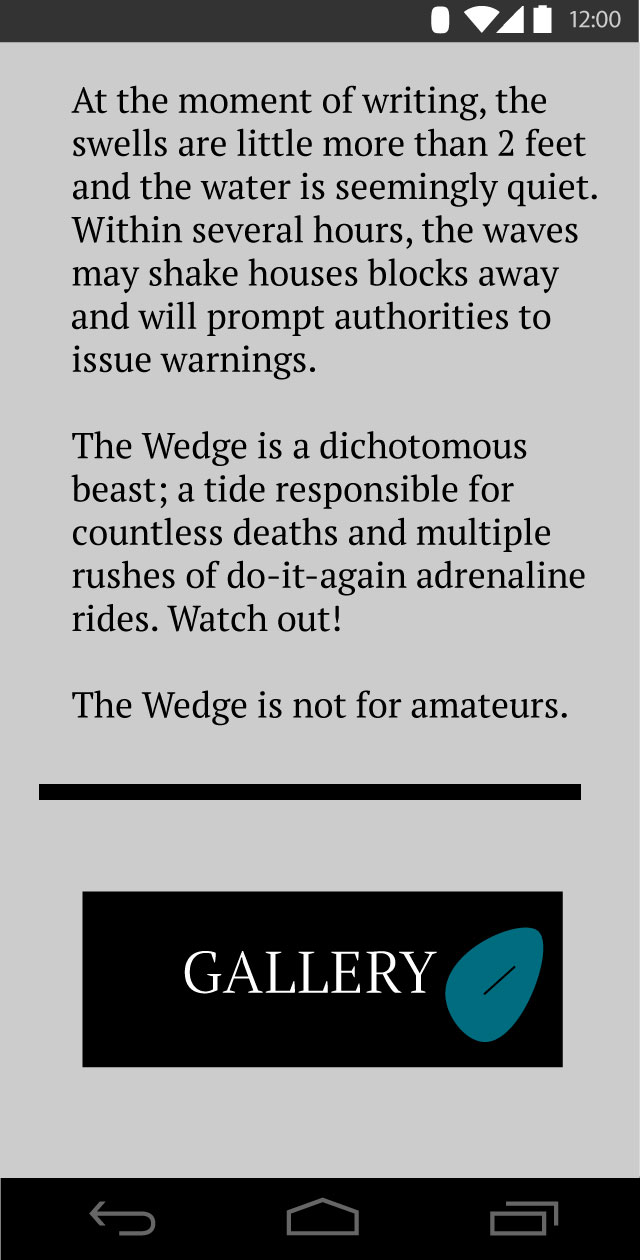 12:00
At the moment of writing, the
swells are little more than 2 feet
and the water is seemingly quiet.
Within several hours, the waves
may shake houses blocks away
and will prompt authorities to
issue warnings.
The Wedge is a dichotomous
beast; a tide responsible for
countless deaths and multiple
rushes of do-it-again adrenaline
rides. Watch out!
The Wedge is not for amateurs.
GALLERY